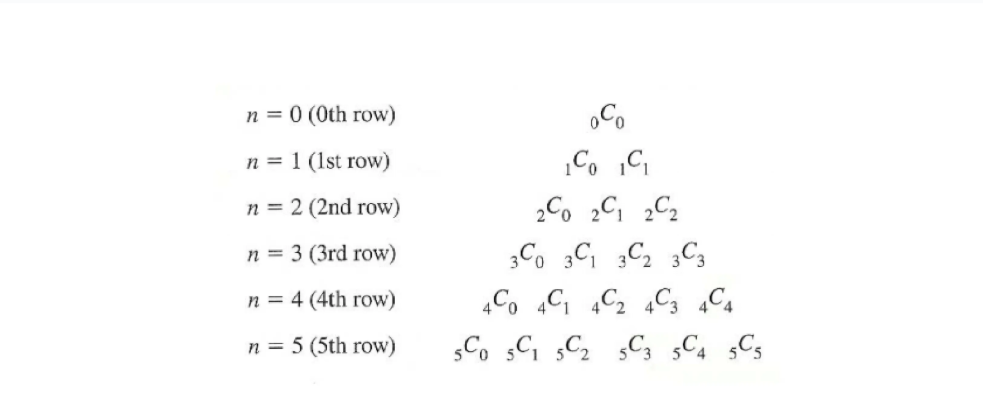 n = 0 (0th row) ₀C₀
n = 1 (1st row) ₁C₀ ₁C₁
n = 2 (2nd row) ₂C₀ ₂C₁ ₂C₂
n = 3 (3rd row) ₃C₀ ₃C₁ ₃C₂ ₃C₃
n = 4 (4th row) ₄C₀ ₄C₁ ₄C₂ ₄C₃ ₄C₄
n = 5 (5th row) ₅C₀ ₅C₁ ₅C₂ ₅C₃ ₅C₄ ₅C₅